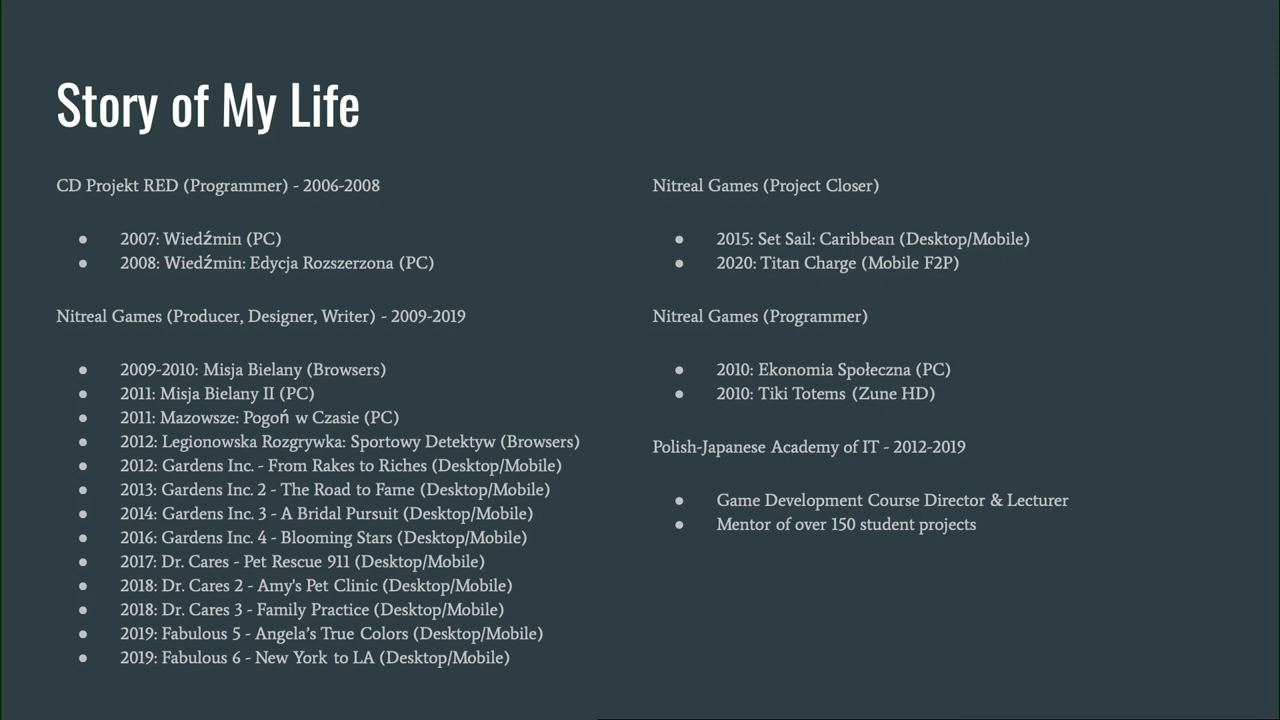 Story of My Life
CD Projekt RED (Programmer) - 2006-2008
● 2007: Wiedźmin (PC)
● 2008: Wiedźmin: Edycja Rozszerzona (PC)
Nitreal Games (Producer, Designer, Writer) - 2009-2019
● 2009-2010: Misja Bielany (Browsers)
● 2011: Misja Bielany II (PC)
● 2011: Mazowsze: Pogoń w Czasie (PC)
● 2012: Legionowska Rozgrywka: Sportowy Detektyw (Browsers)
● 2012: Gardens Inc. - From Rakes to Riches (Desktop/Mobile)
● 2013: Gardens Inc. 2 - The Road to Fame (Desktop/Mobile)
● 2014: Gardens Inc. 3 - A Bridal Pursuit (Desktop/Mobile)
● 2016: Gardens Inc. 4 - Blooming Stars (Desktop/Mobile)
● 2017: Dr. Cares - Pet Rescue 911 (Desktop/Mobile)
● 2018: Dr. Cares 2 - Amy's Pet Clinic (Desktop/Mobile)
● 2018: Dr. Cares 3 - Family Practice (Desktop/Mobile)
● 2019: Fabulous 5 - Angela’s True Colors (Desktop/Mobile)
● 2019: Fabulous 6 - New York to LA (Desktop/Mobile)
Nitreal Games (Project Closer)
● 2015: Set Sail: Caribbean (Desktop/Mobile)
● 2020: Titan Charge (Mobile F2P)
Nitreal Games (Programmer)
● 2010: Ekonomia Społeczna (PC)
● 2010: Tiki Totems (Zune HD)
Polish-Japanese Academy of IT - 2012-2019
● Game Development Course Director & Lecturer
● Mentor of over 150 student projects